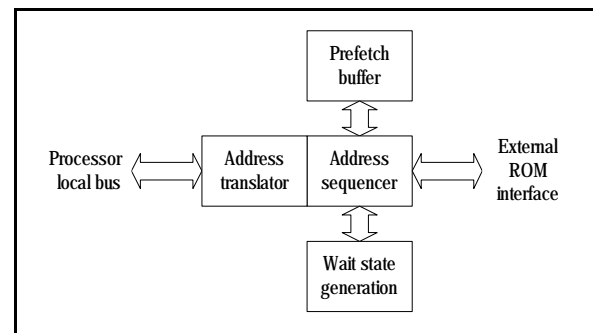 Prefetch
buffer
Processor
local bus
Address
translator
Address
sequencer
External
ROM
interface
Wait state
generation